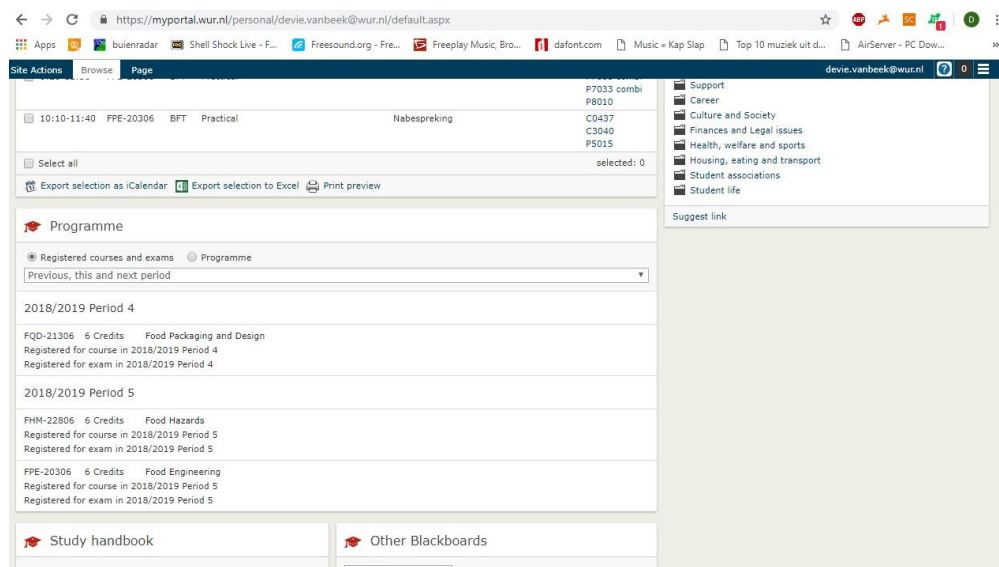 https://myportal.wur.nl/personal/devie.vanbeek@wur.nl/default.aspx
ABP SC 1 D
Apps buienradar Shell Shock Live - F... Freesound.org - Fre... Freeplay Music, Bro... dafont.com Music « Kap Slap Top 10 muziek uit d... AirServer - PC Dow... »
Site Actions Browse Page devie.vanbeek@wur.nl ? 0
P7033 combi
P8010
10:10-11:40 FPE-20306 BFT Practical Nabespreking C0437
C3040
P5015
Select all selected: 0
Export selection as iCalendar Export selection to Excel Print preview
Programme
Registered courses and exams Programme
Previous, this and next period
2018/2019 Period 4
FQD-21306 6 Credits Food Packaging and Design
Registered for course in 2018/2019 Period 4
Registered for exam in 2018/2019 Period 4
2018/2019 Period 5
FHM-22806 6 Credits Food Hazards
Registered for course in 2018/2019 Period 5
Registered for exam in 2018/2019 Period 5
FPE-20306 6 Credits Food Engineering
Registered for course in 2018/2019 Period 5
Registered for exam in 2018/2019 Period 5
Study handbook
Other Blackboards
Support
Career
Culture and Society
Finances and Legal issues
Health, welfare and sports
Housing, eating and transport
Student associations
Student life
Suggest link